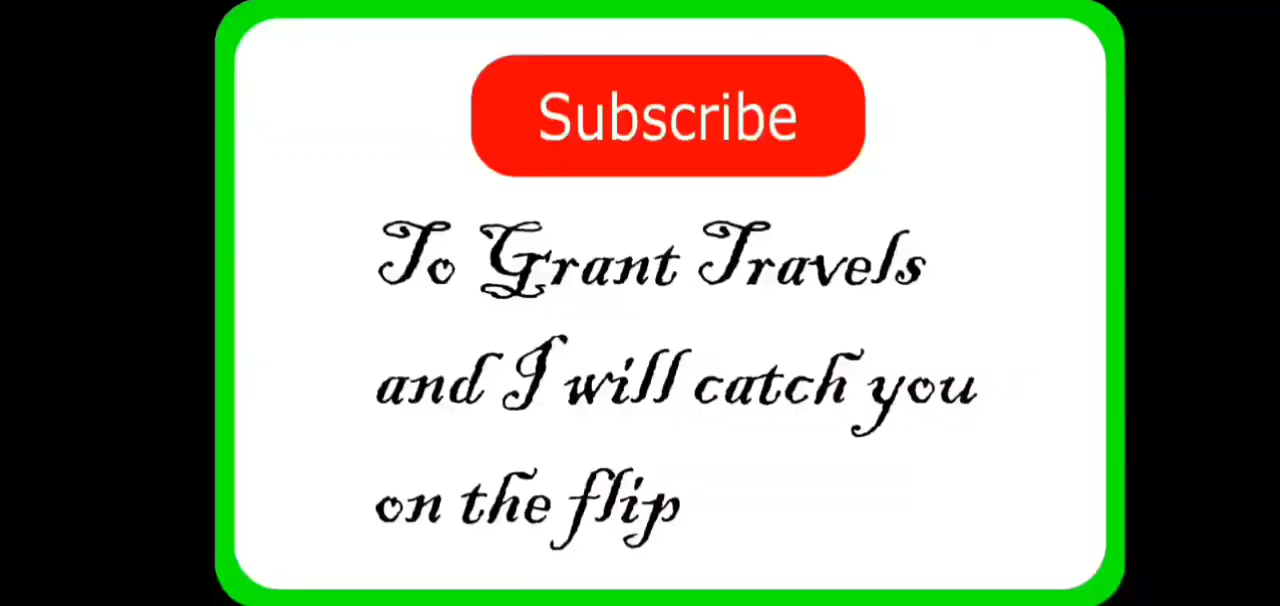 Subscribe
To Grant Travels
and I will catch you
on the flip